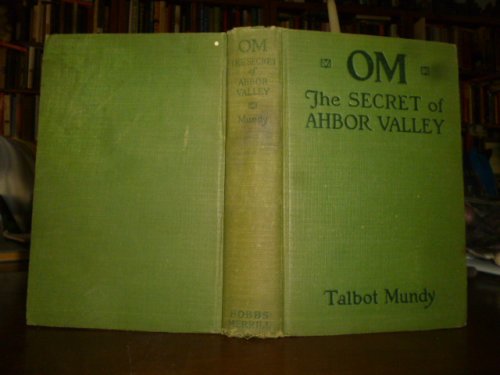 OM
THE SECRET
of
AHBOR
VALLEY
Mundy
BOBBS
MERRILL
OM
The SECRET of
AHBOR VALLEY
Talbot Mundy